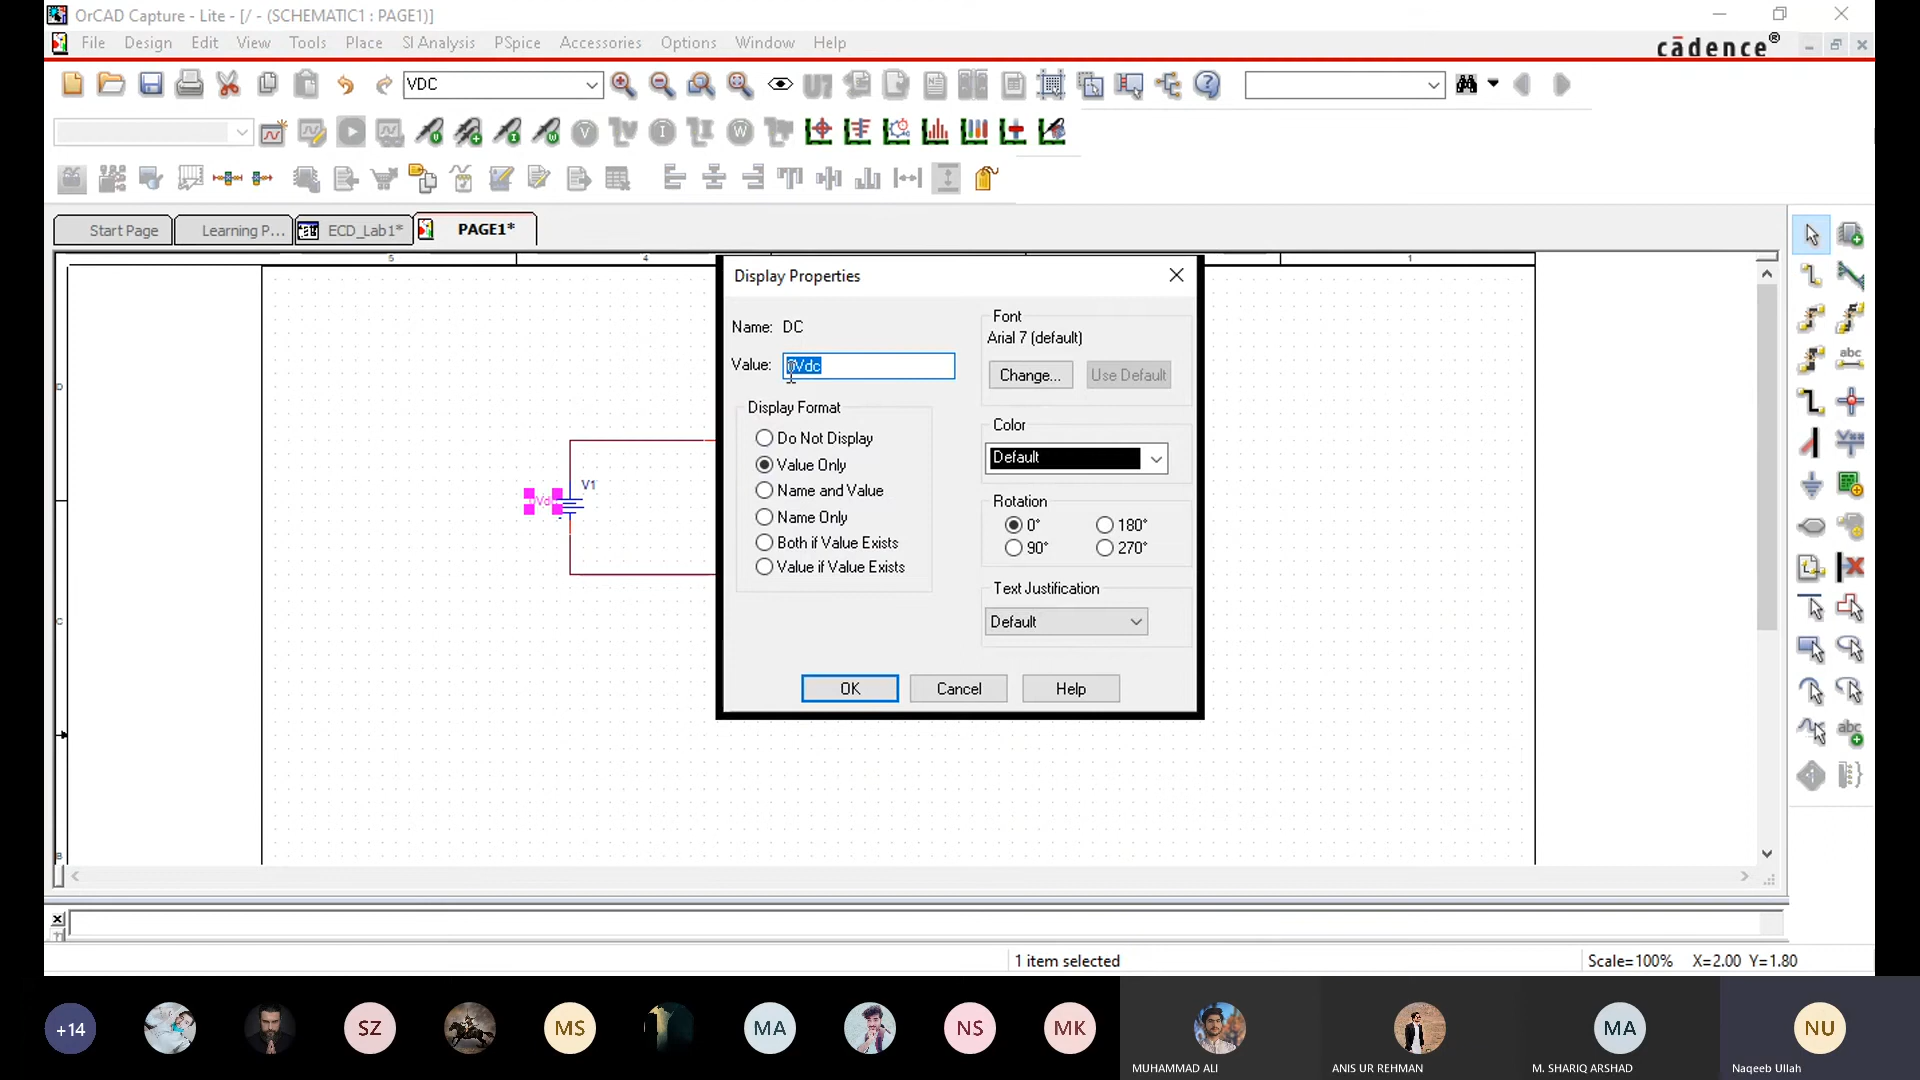 OrCAD Capture - Lite - [/ - (SCHEMATIC1 : PAGE1)]
File Design Edit View Tools Place SI Analysis PSpice Accessories Options Window Help
cādence®
VDC
Start Page
Learning P...
ECD_Lab1*
PAGE1*
5
4
1
Display Properties
Name: DC
Value: 0Vdc
Display Format
Do Not Display
Value Only
Name and Value
Name Only
Both if Value Exists
Value if Value Exists
Font
Arial 7 (default)
Change...
Use Default
Color
Default
Rotation
0°
180°
90°
270°
Text Justification
Default
OK
Cancel
Help
V1
D
C
B
1 item selected
Scale=100% X=2.00 Y=1.80
+14
SZ
MS
MA
NS
MK
MUHAMMAD ALI
ANIS UR REHMAN
MA
M. SHARIQ ARSHAD
NU
Naqeeb Ullah